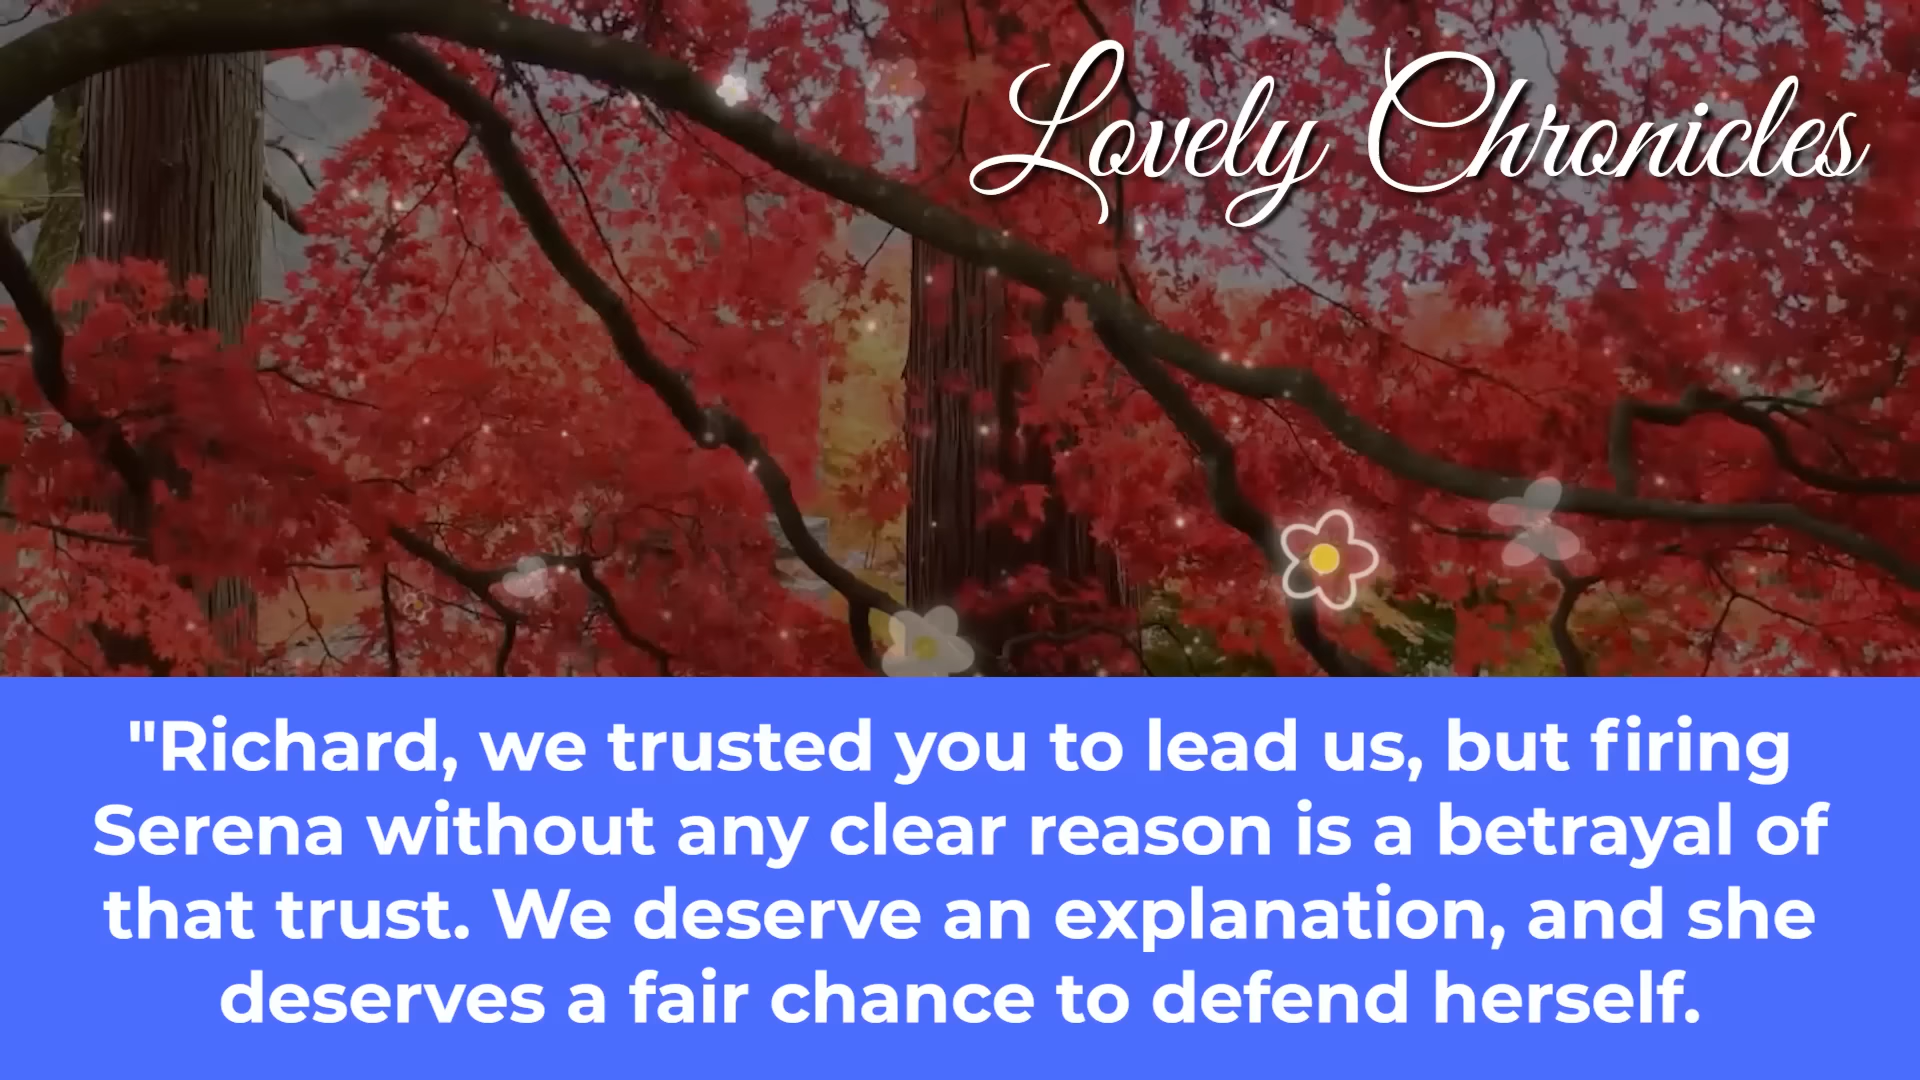 Lovely Chronicles
"Richard, we trusted you to lead us, but firing
Serena without any clear reason is a betrayal of
that trust. We deserve an explanation, and she
deserves a fair chance to defend herself.